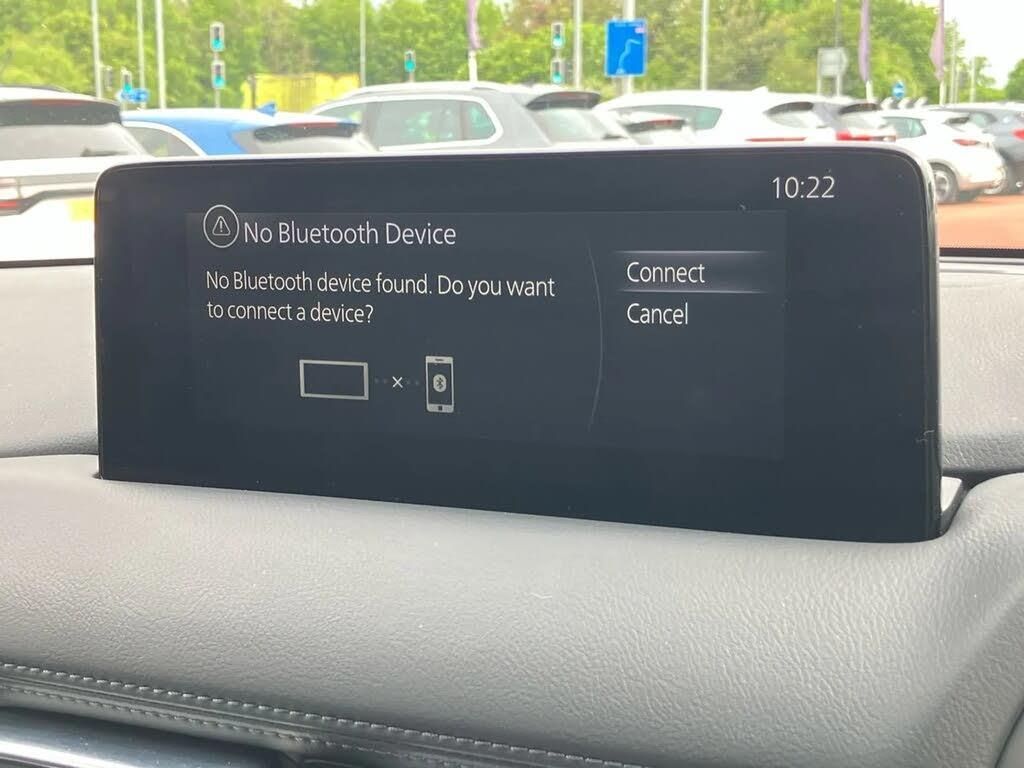 10:22
No Bluetooth Device
No Bluetooth device found. Do you want
to connect a device?
Connect
Cancel